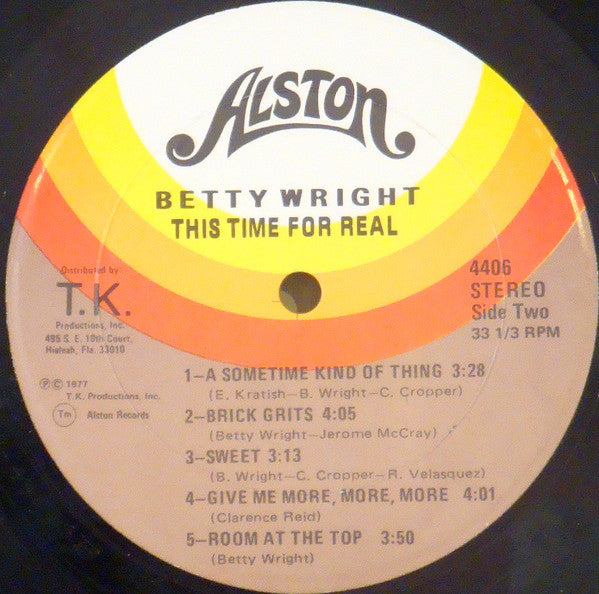 ALSTON
BETTY WRIGHT
THIS TIME FOR REAL
Distributed by
T.K.
Productions, Inc.
495 S. E. 10th Court,
Hialeah, Fla. 33010
4406
STEREO
Side Two
33 1/3 RPM
Ⓟ © 1977
T.K. Productions, Inc.
Tm Alston Records
1–A SOMETIME KIND OF THING 3:28
(E. Kratish–B. Wright–C. Cropper)
2–BRICK GRITS 4:05
(Betty Wright–Jerome McCray)
3–SWEET 3:13
(B. Wright–C. Cropper–R. Velasquez)
4–GIVE ME MORE, MORE, MORE 4:01
(Clarence Reid)
5–ROOM AT THE TOP 3:50
(Betty Wright)